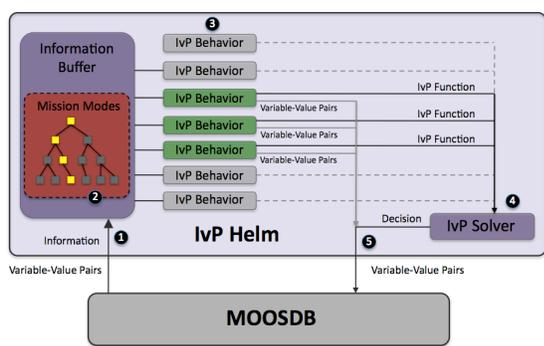 3
Information
Buffer
IvP Behavior
IvP Behavior
IvP Function
Mission Modes
IvP Behavior
Variable-Value Pairs
IvP Function
IvP Behavior
Variable-Value Pairs
IvP Function
IvP Behavior
Variable-Value Pairs
IvP Behavior
2
IvP Behavior
4
Decision
IvP Solver
1
Information
IvP Helm
5
Variable-Value Pairs
Variable-Value Pairs
MOOSDB